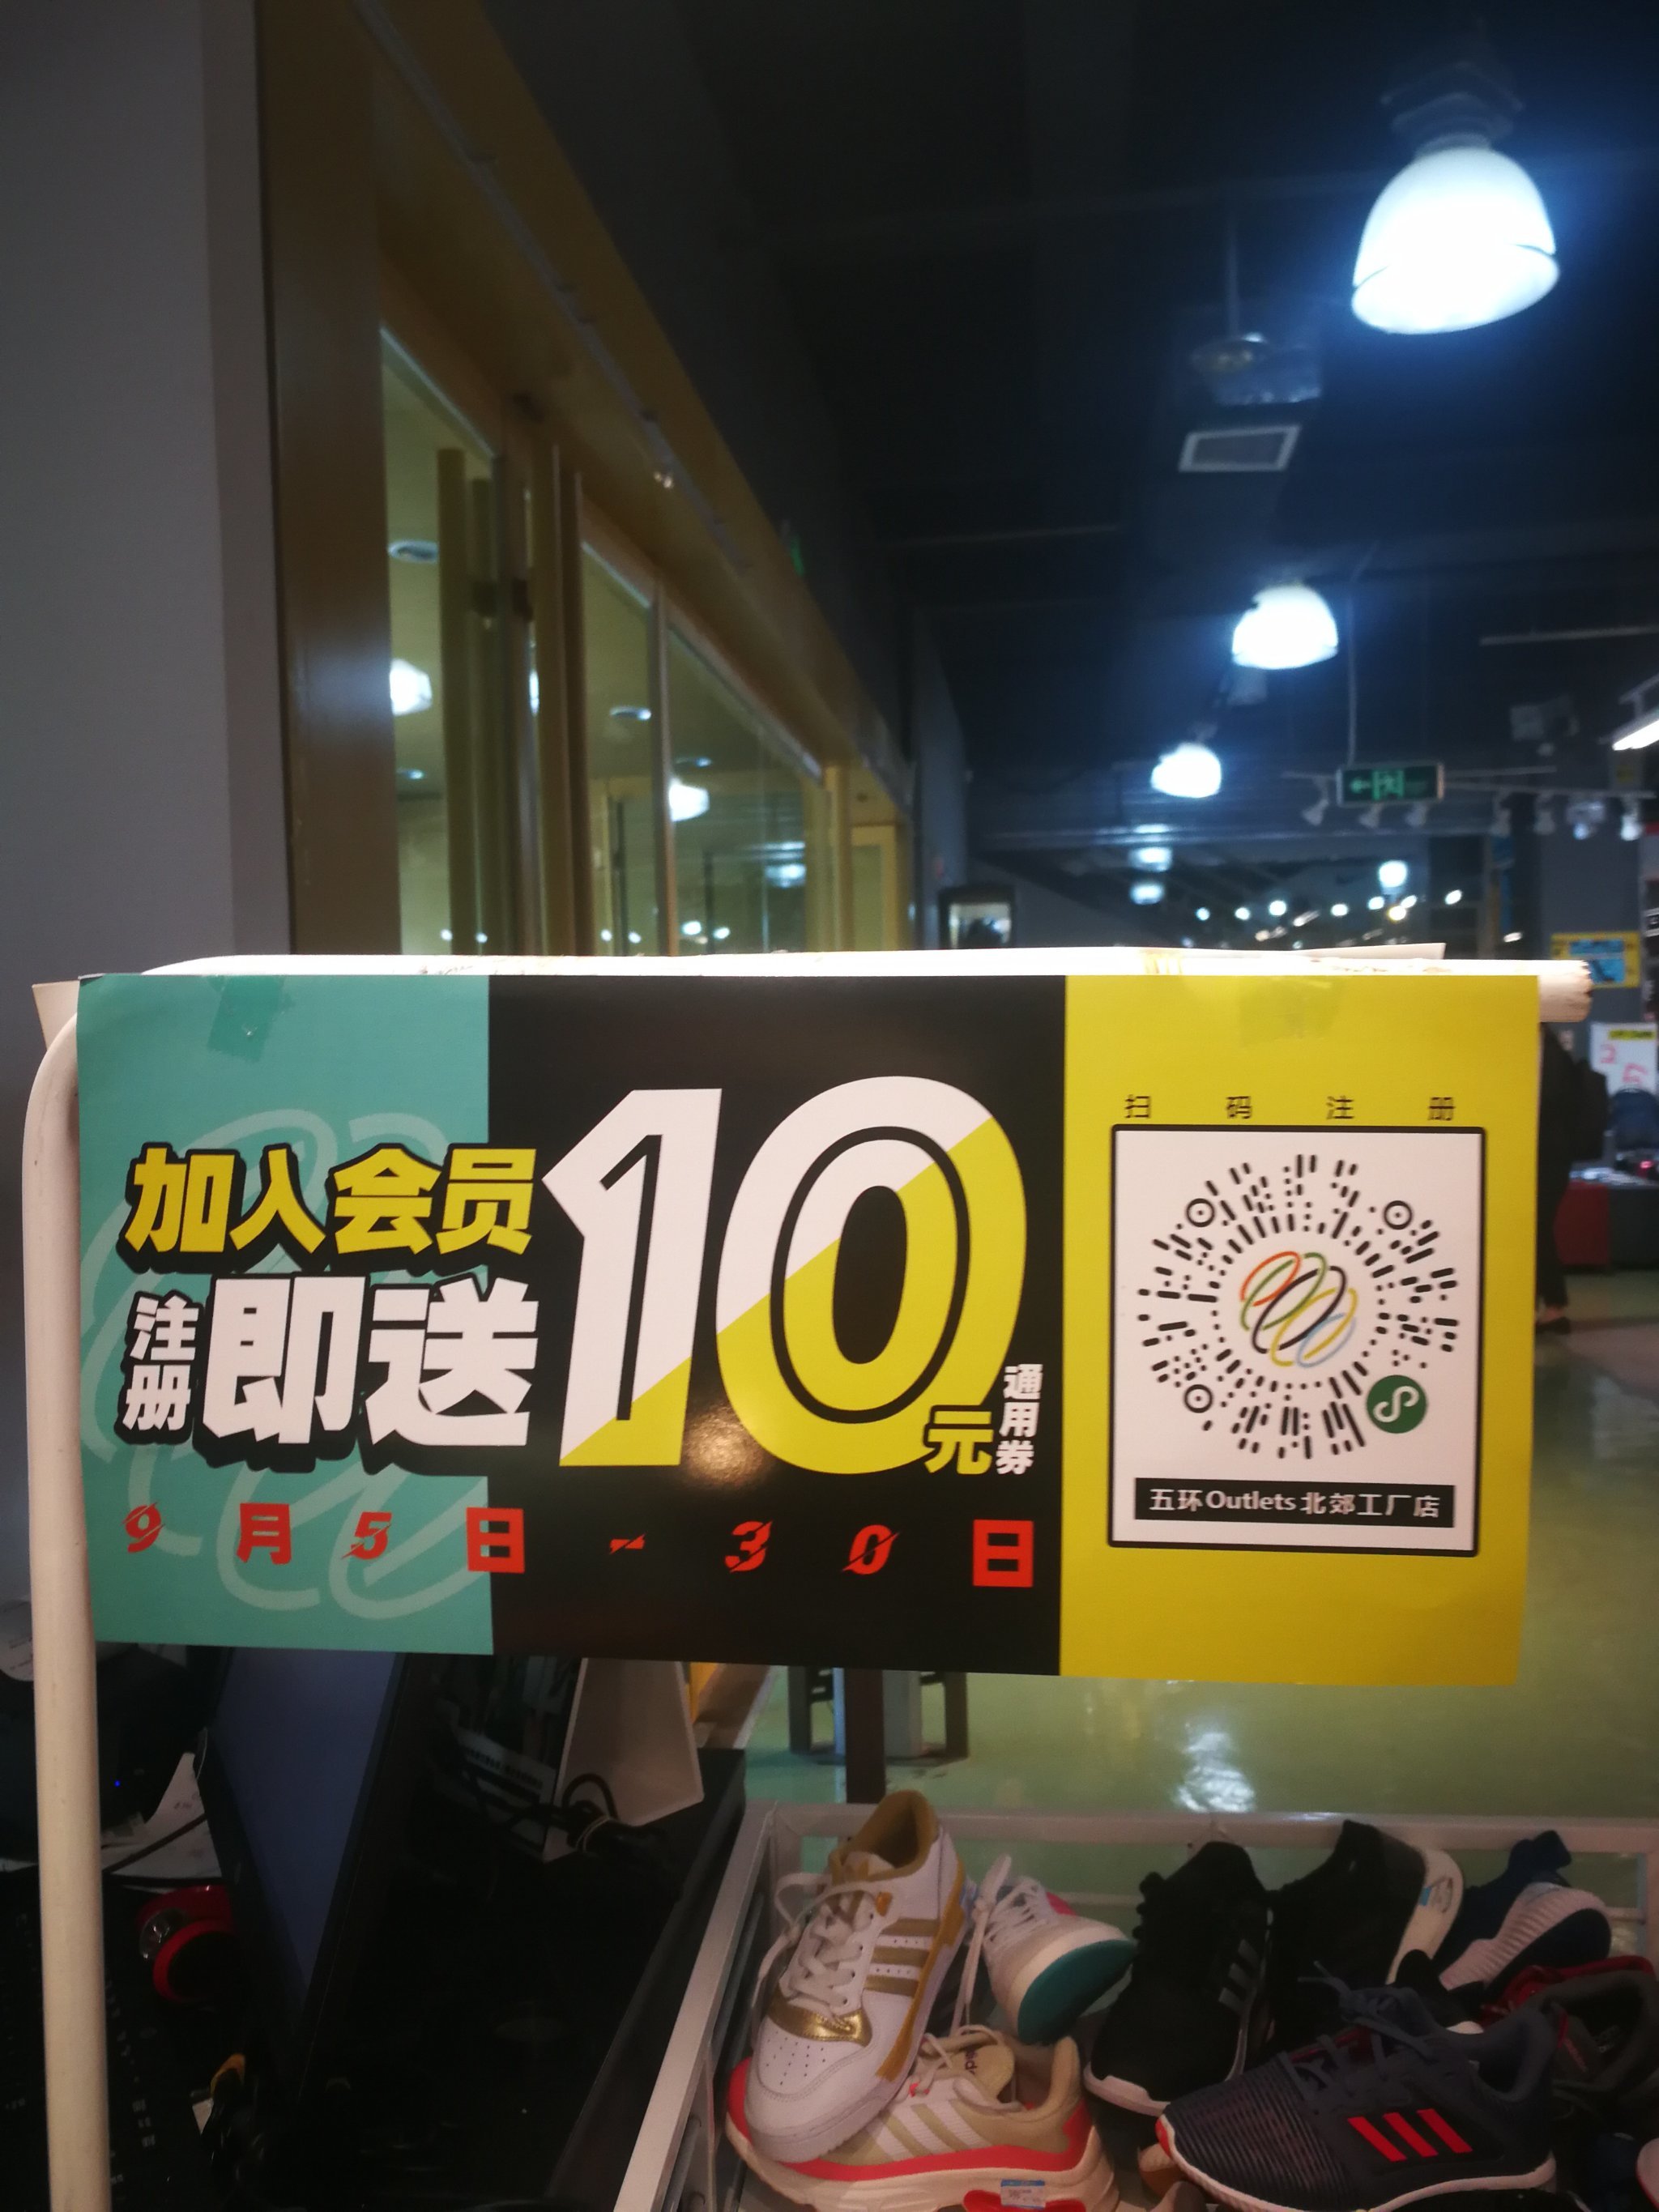 加入会员
注册即送10元通用券
9月5日-30日
扫码注册
五环Outlets北郊工厂店